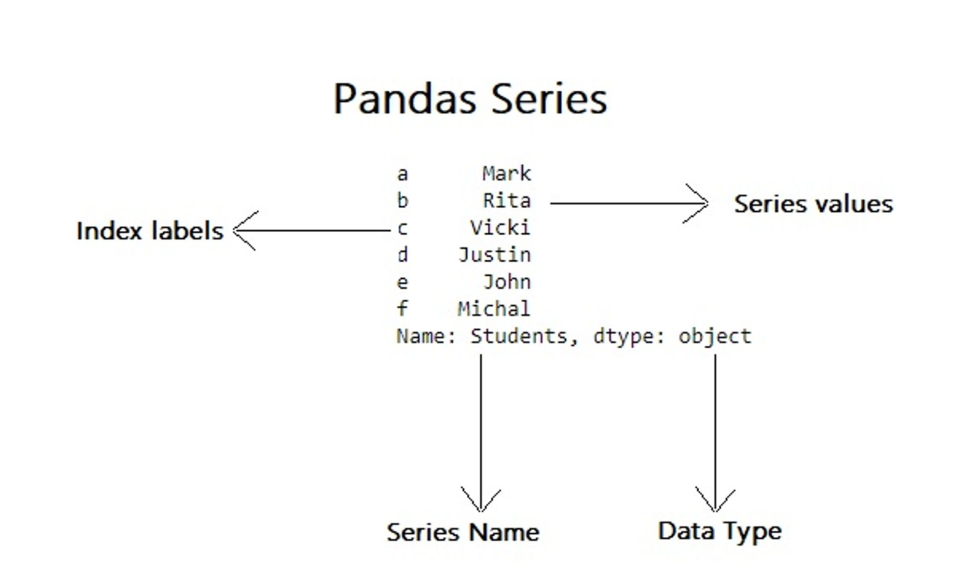 Pandas Series
a Mark
b Rita
Series values
Index labels
c Vicki
d Justin
e John
f Michal
Name: Students, dtype: object
Series Name
Data Type